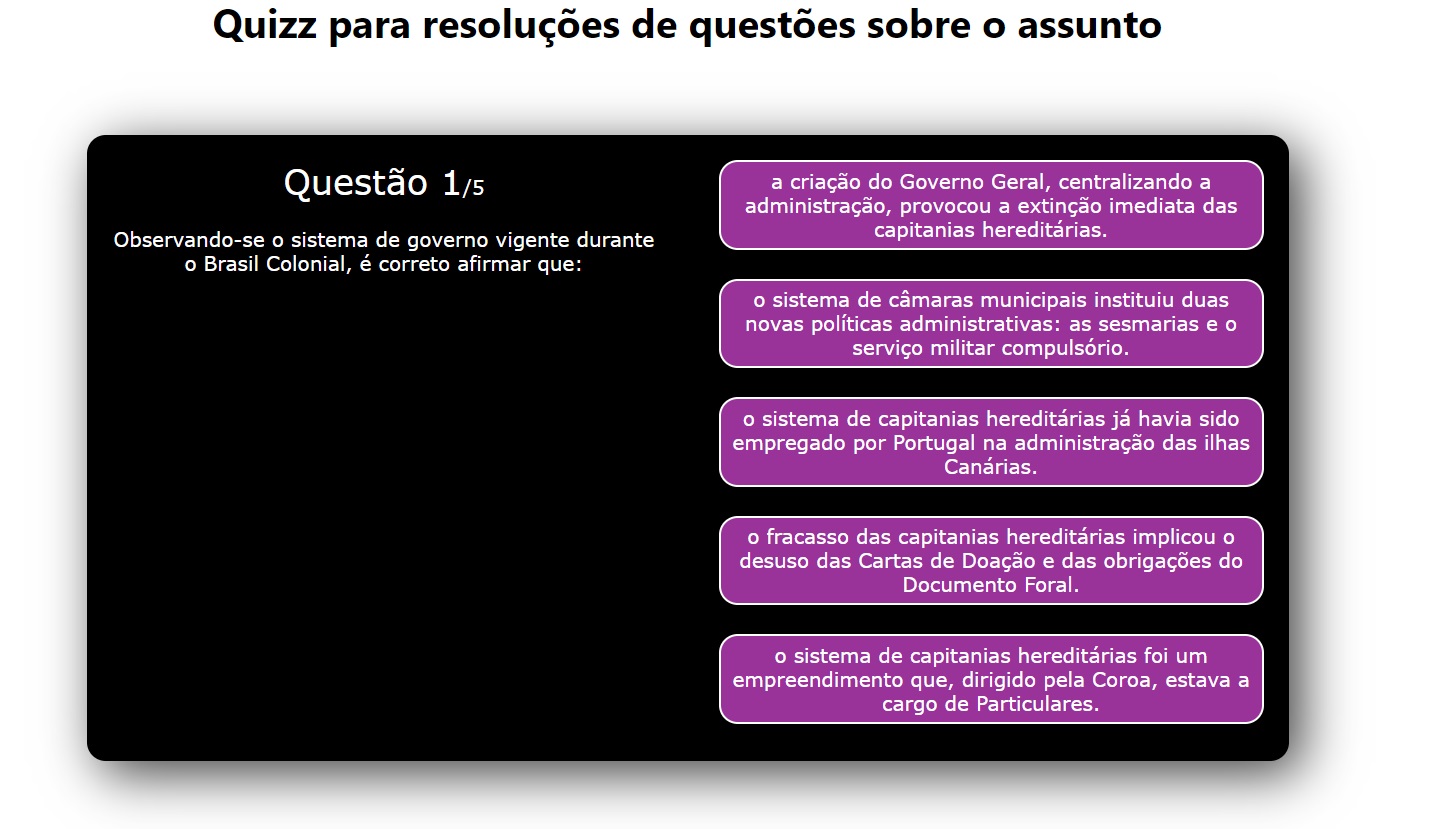 Quizz para resoluções de questões sobre o assunto
Questão 1/5
Observando-se o sistema de governo vigente durante
o Brasil Colonial, é correto afirmar que:
a criação do Governo Geral, centralizando a
administração, provocou a extinção imediata das
capitanias hereditárias.
o sistema de câmaras municipais instituiu duas
novas políticas administrativas: as sesmarias e o
serviço militar compulsório.
o sistema de capitanias hereditárias já havia sido
empregado por Portugal na administração das ilhas
Canárias.
o fracasso das capitanias hereditárias implicou o
desuso das Cartas de Doação e das obrigações do
Documento Foral.
o sistema de capitanias hereditárias foi um
empreendimento que, dirigido pela Coroa, estava a
cargo de Particulares.